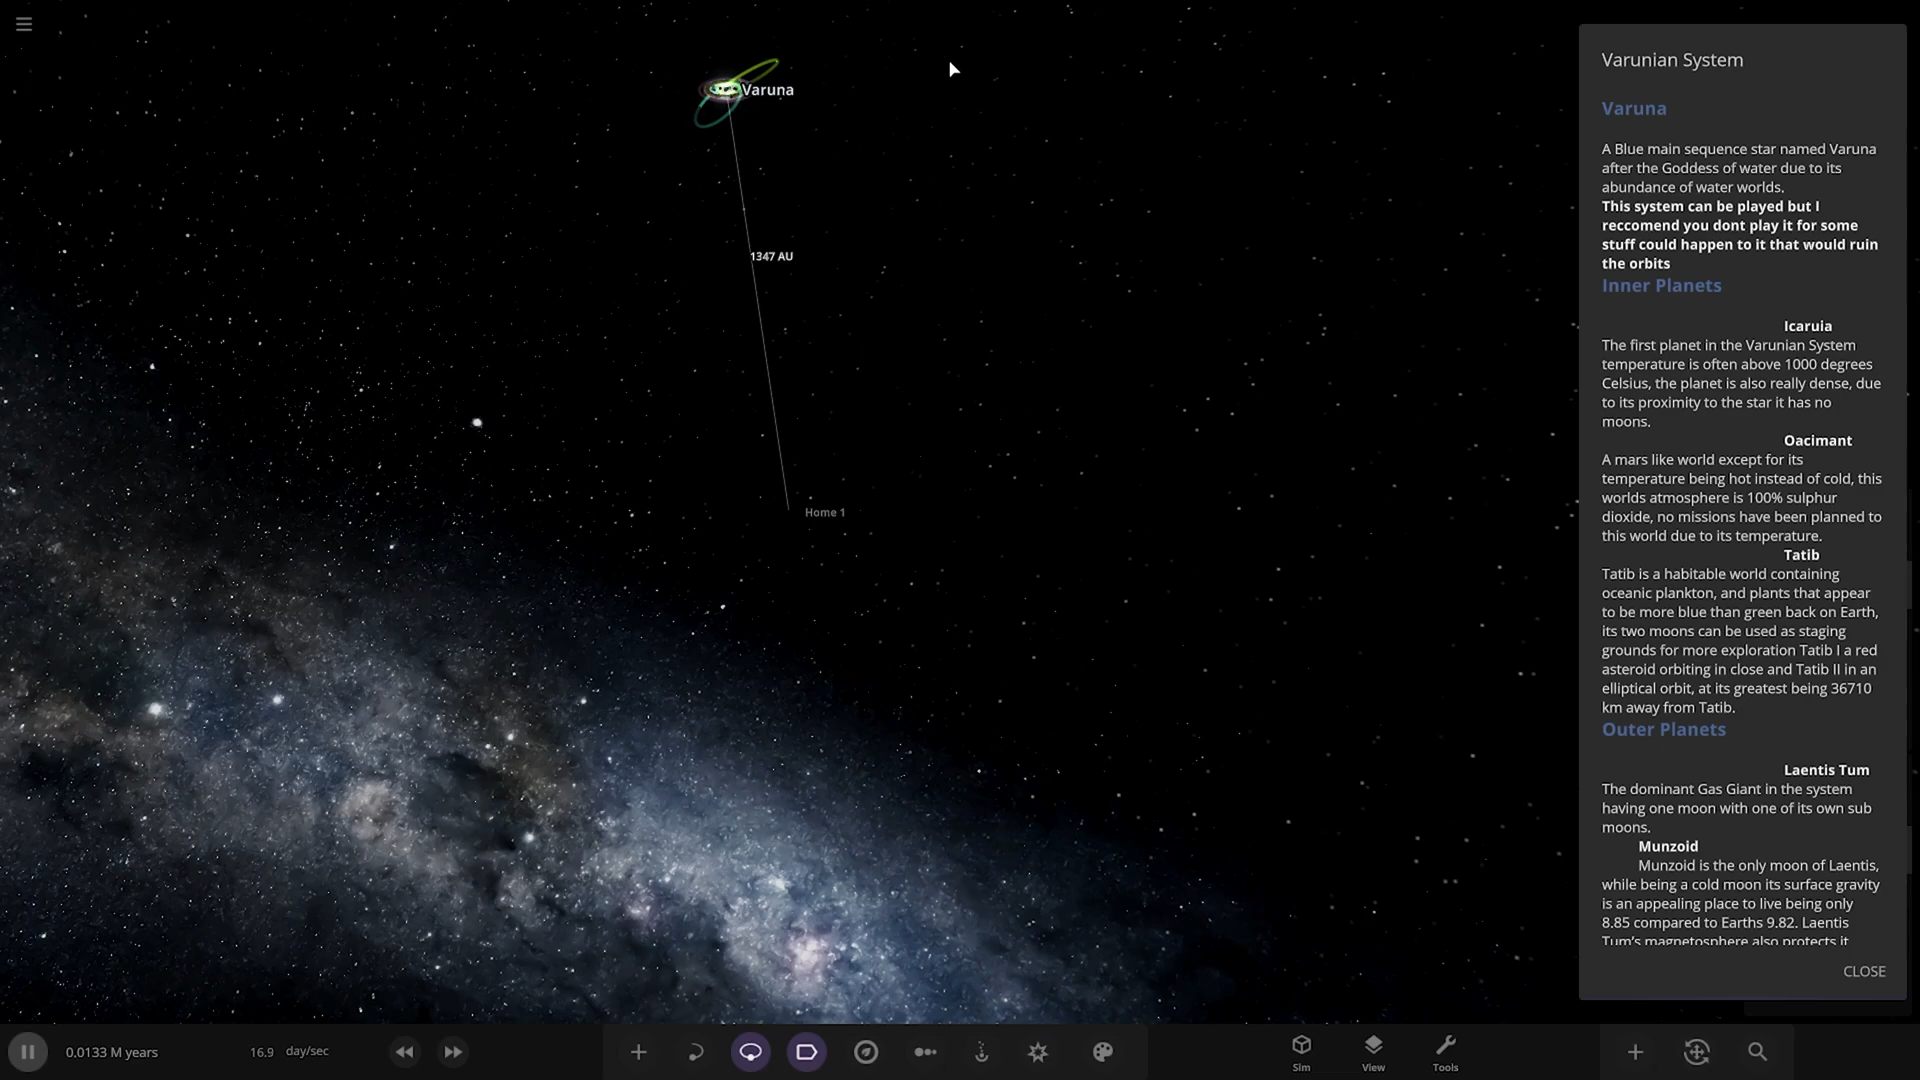 Varuna
1347 AU
Home 1
Varunian System
Varuna
A Blue main sequence star named Varuna
after the Goddess of water due to its
abundance of water worlds.
This system can be played but I
reccomend you dont play it for some
stuff could happen to it that would ruin
the orbits
Inner Planets
Icaruia
The first planet in the Varunian System
temperature is often above 1000 degrees
Celsius, the planet is also really dense, due
to its proximity to the star it has no
moons.
Oacimant
A mars like world except for its
temperature being hot instead of cold, this
worlds atmosphere is 100% sulphur
dioxide, no missions have been planned to
this world due to its temperature.
Tatib
Tatib is a habitable world containing
oceanic plankton, and plants that appear
to be more blue than green back on Earth,
its two moons can be used as staging
grounds for more exploration Tatib I a red
asteroid orbiting in close and Tatib II in an
elliptical orbit, at its greatest being 36710
km away from Tatib.
Outer Planets
Laentis Tum
The dominant Gas Giant in the system
having one moon with one of its own sub
moons.
Munzoid
Munzoid is the only moon of Laentis,
while being a cold moon its surface gravity
is an appealing place to live being only
8.85 compared to Earths 9.82. Laentis
Tum's magnetosphere also protects it
CLOSE
0.0133 M years
16.9 day/sec
Sim
View
Tools